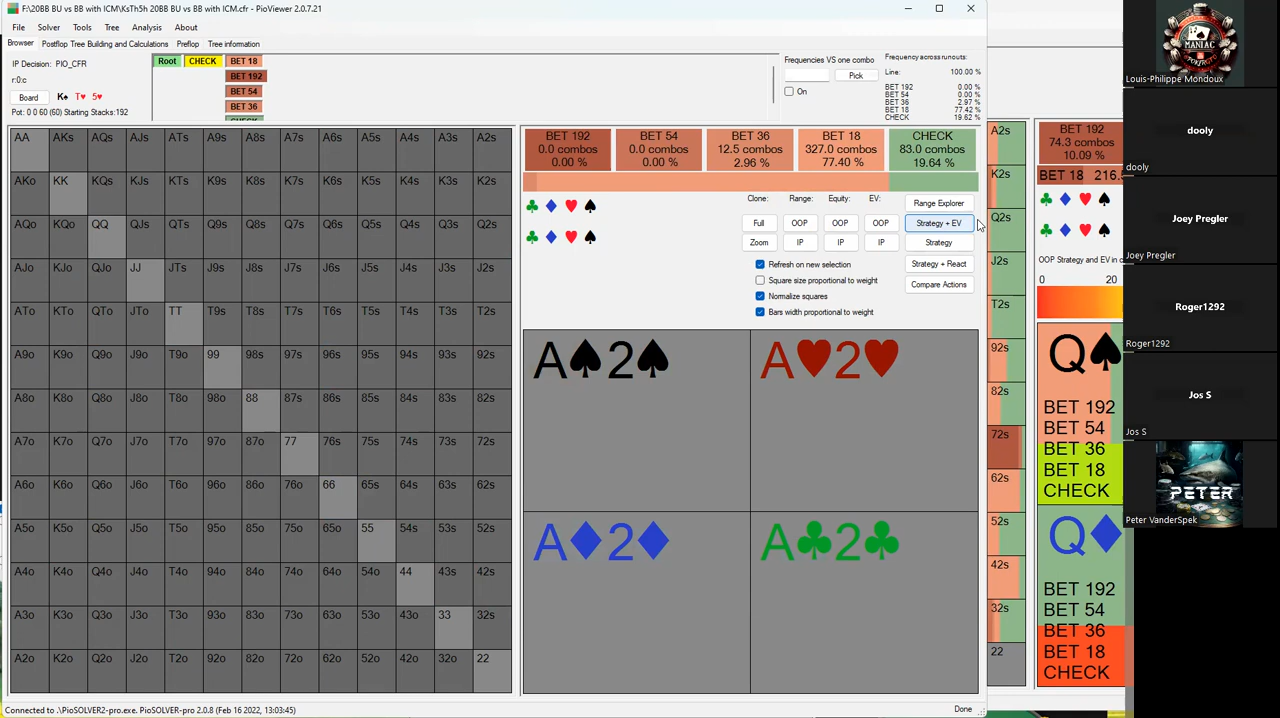 F:\20BB BU vs BB with ICM\KsTh5h 20BB BU vs BB with ICM.cfr - PioViewer 2.0.7.21
File Solver Tools Tree Analysis About
Browser Postflop Tree Building and Calculations Preflop Tree information
IP Decision: PIO_CFR
r:0:c
Board K♠ T♥ 5♥
Pot: 0 0 60 (60) Starting Stacks:192
Root CHECK BET 18
BET 192
BET 54
BET 36
Frequencies VS one combo
Pick
On
Frequency across runouts:
Line: 100.00 %
BET 192 0.00 %
BET 54 0.00 %
BET 36 2.97 %
BET 18 77.42 %
CHECK 19.62 %
AA AKs AQs AJs ATs A9s A8s A7s A6s A5s A4s A3s A2s
AKo KK KQs KJs KTs K9s K8s K7s K6s K5s K4s K3s K2s
AQo KQo QQ QJs QTs Q9s Q8s Q7s Q6s Q5s Q4s Q3s Q2s
AJo KJo QJo JJ JTs J9s J8s J7s J6s J5s J4s J3s J2s
ATo KTo QTo JTo TT T9s T8s T7s T6s T5s T4s T3s T2s
A9o K9o Q9o J9o T9o 99 98s 97s 96s 95s 94s 93s 92s
A8o K8o Q8o J8o T8o 98o 88 87s 86s 85s 84s 83s 82s
A7o K7o Q7o J7o T7o 97o 87o 77 76s 75s 74s 73s 72s
A6o K6o Q6o J6o T6o 96o 86o 76o 66 65s 64s 63s 62s
A5o K5o Q5o J5o T5o 95o 85o 75o 65o 55 54s 53s 52s
A4o K4o Q4o J4o T4o 94o 84o 74o 64o 54o 44 43s 42s
A3o K3o Q3o J3o T3o 93o 83o 73o 63o 53o 43o 33 32s
A2o K2o Q2o J2o T2o 92o 82o 72o 62o 52o 42o 32o 22
BET 192 BET 54 BET 36 BET 18 CHECK
0.0 combos 0.0 combos 12.5 combos 327.0 combos 83.0 combos
0.00 % 0.00 % 2.96 % 77.40 % 19.64 %
♣ ♦ ♥ ♠
♣ ♦ ♥ ♠
Clone: Range: Equity: EV:
Full OOP OOP OOP
Zoom IP IP IP
Range Explorer
Strategy + EV
Strategy
Strategy + React
Compare Actions
Refresh on new selection
Square size proportional to weight
Normalize squares
Bars width proportional to weight
A♠2♠ A♥2♥
A♦2♦ A♣2♣
A2s
K2s
Q2s
J2s
T2s
92s
82s
72s
62s
52s
42s
32s
22
BET 192
74.3 combos
10.09 %
BET 18 216.
♣ ♦ ♥ ♠
♣ ♦ ♥ ♠
OOP Strategy and EV in c
0 20
Q♠
BET 192
BET 54
BET 36
BET 18
CHECK
Q♦
BET 192
BET 54
BET 36
BET 18
CHECK
MANIAC
Louis-Philippe Mondoux
dooly
dooly
Joey Pregler
Joey Pregler
Roger1292
Roger1292
Jos S
Jos S
PETER
Peter VanderSpek
Connected to .\PioSOLVER2-pro.exe. PioSOLVER-pro 2.0.8 (Feb 16 2022, 13:03:45)
Done